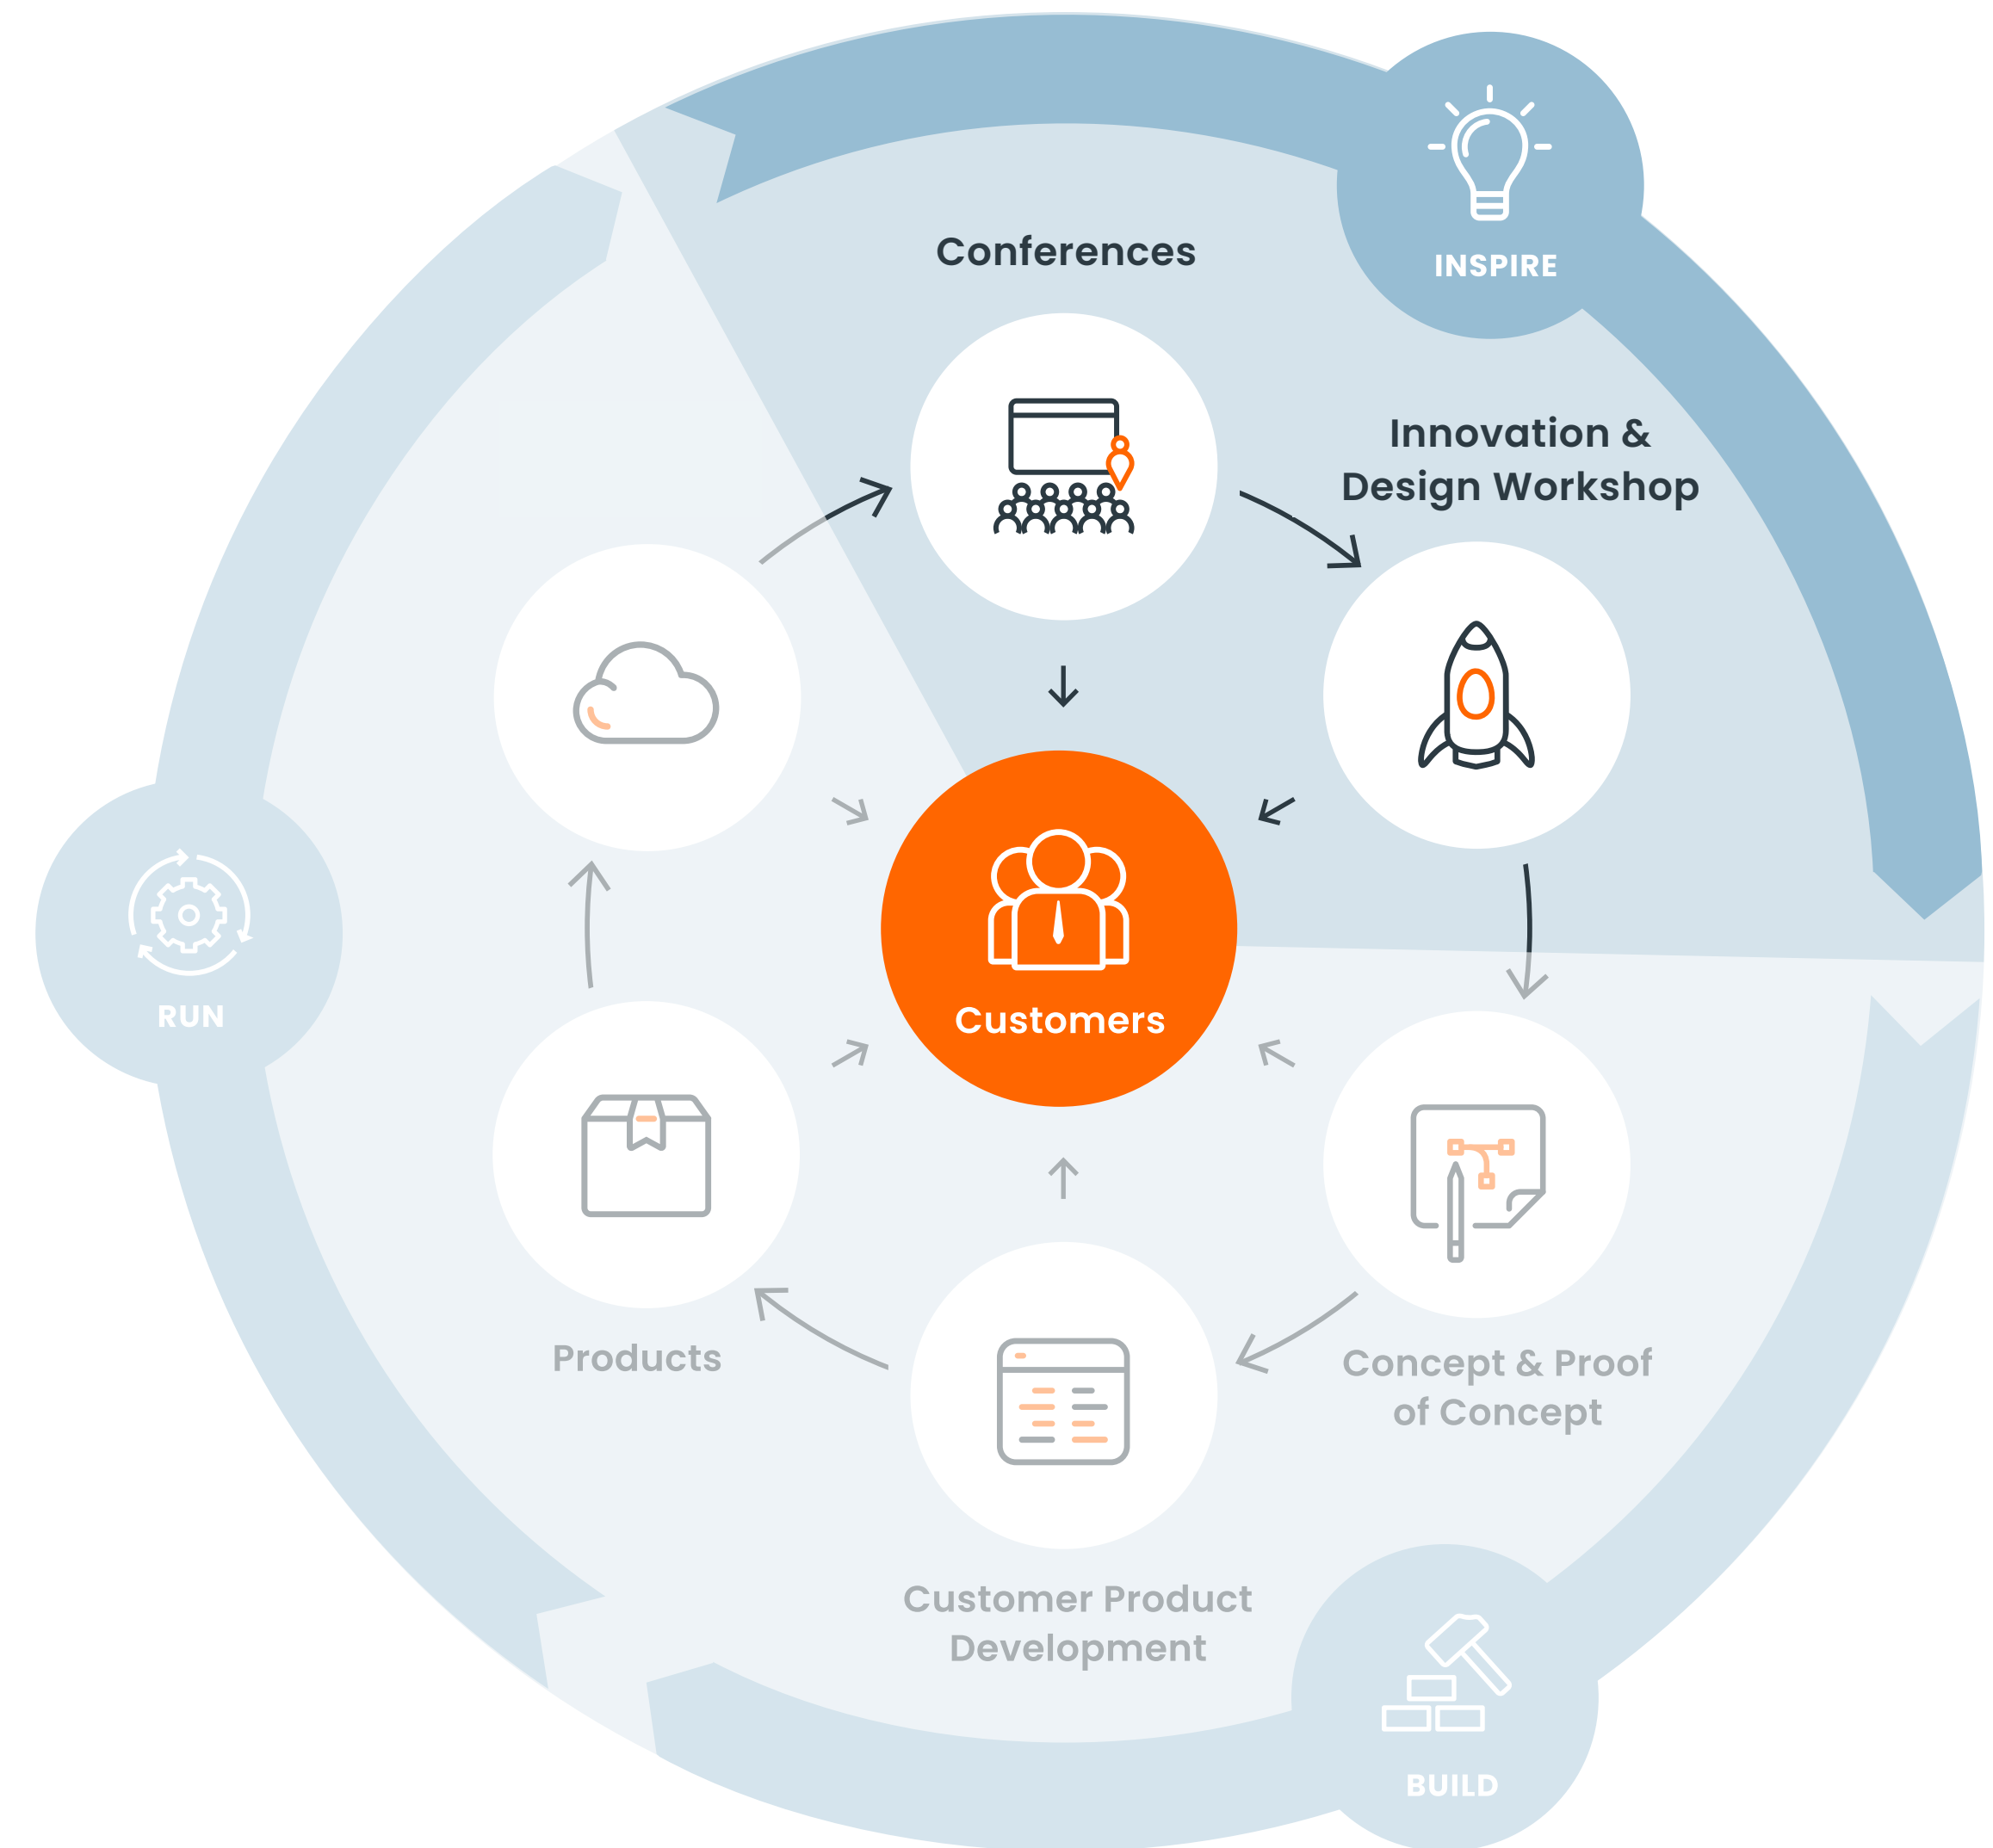 INSPIRE
Conferences
Innovation &
Design Workshop
Customers
RUN
Products
Concept & Proof
of Concept
Customer Product
Development
BUILD